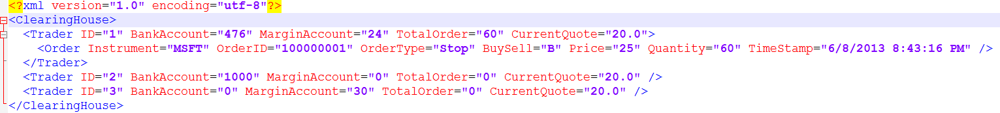 <?xml version="1.0" encoding="utf-8"?>
<ClearingHouse>
<Trader ID="1" BankAccount="476" MarginAccount="24" TotalOrder="60" CurrentQuote="20.0">
<Order Instrument="MSFT" OrderID="100000001" OrderType="Stop" BuySell="B" Price="25" Quantity="60" TimeStamp="6/8/2013 8:43:16 PM" />
</Trader>
<Trader ID="2" BankAccount="1000" MarginAccount="0" TotalOrder="0" CurrentQuote="20.0" />
<Trader ID="3" BankAccount="0" MarginAccount="30" TotalOrder="0" CurrentQuote="20.0" />
</ClearingHouse>